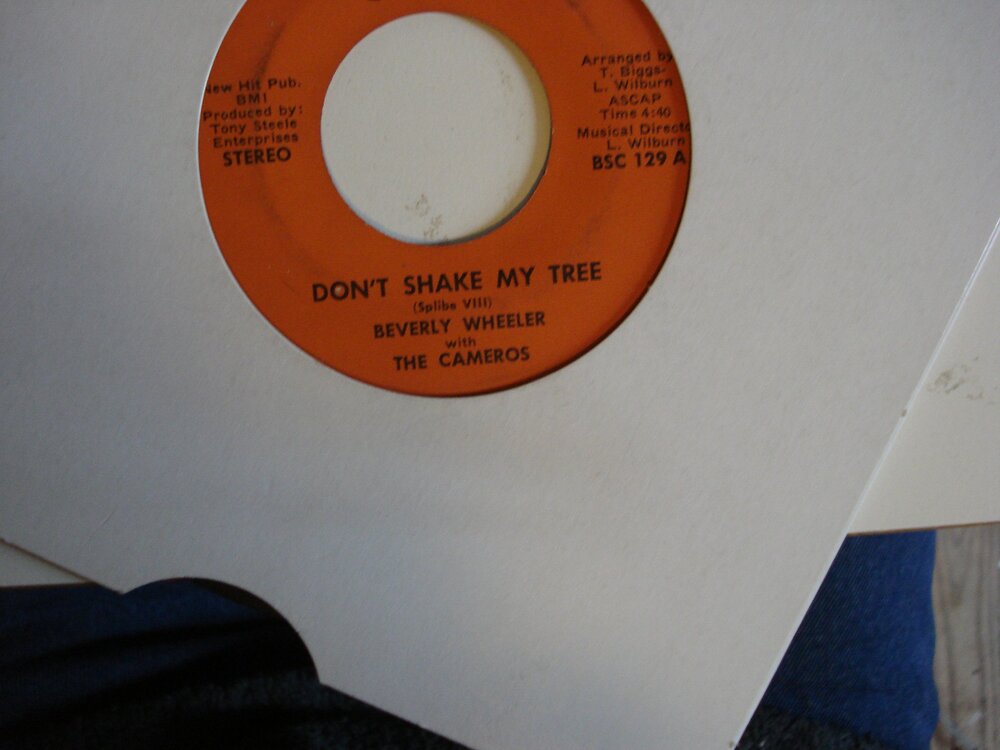 New Hit Pub.
BMI
Produced by:
Tony Steele
Enterprises
STEREO
Arranged by
T. Biggs-
L. Wilburn
ASCAP
Time 4:40
Musical Directo
L. Wilburn
BSC 129 A
DON'T SHAKE MY TREE
(Splibe VIII)
BEVERLY WHEELER
with
THE CAMEROS